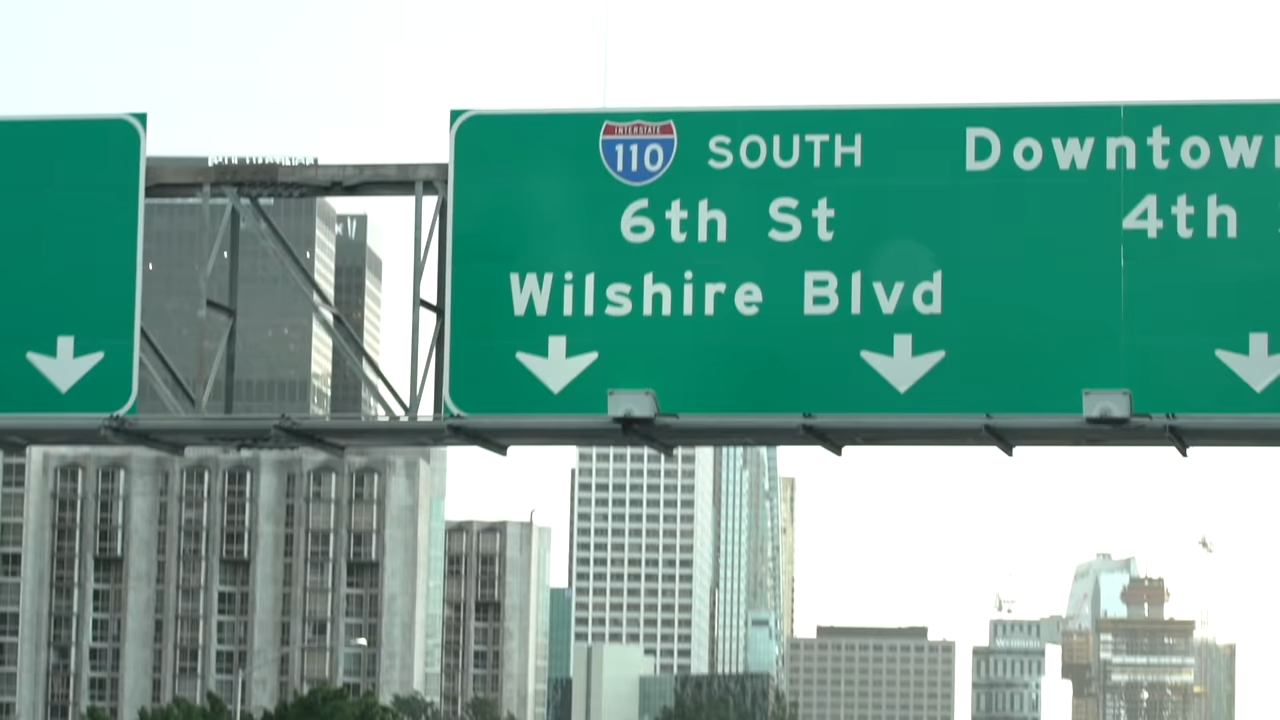 INTERSTATE
110 SOUTH
6th St
Wilshire Blvd
Downtown
4th